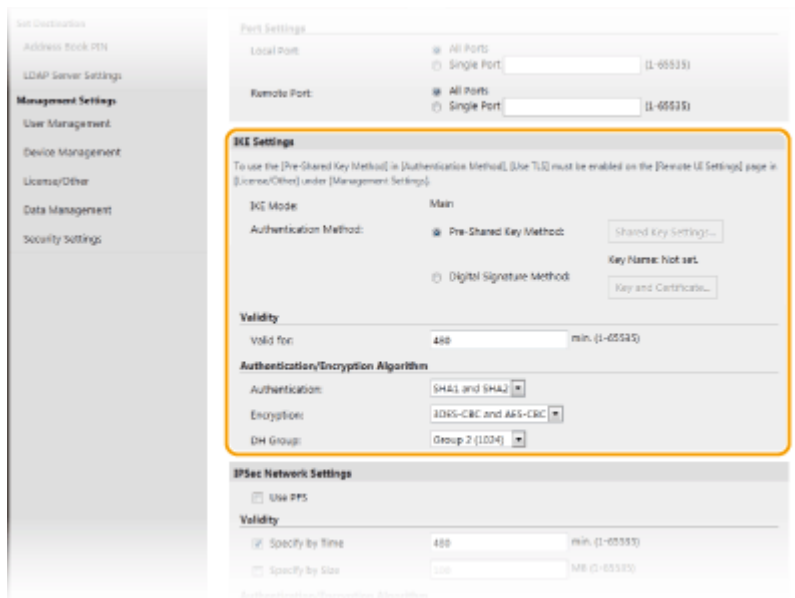 Set Destination
Address Book PIN
LDAP Server Settings
Management Settings
User Management
Device Management
License/Other
Data Management
Security Settings
Port Settings
Local Port:
All Ports
Single Port
(1-65535)
Remote Port:
All Ports
Single Port
(1-65535)
IKE Settings
To use the [Pre-Shared Key Method] in [Authentication Method], [Use TLS] must be enabled on the [Remote UI Settings] page in
[License/Other] under [Management Settings].
IKE Mode: Main
Authentication Method: Pre-Shared Key Method: Shared Key Settings...
Key Name: Not set.
Digital Signature Method: Key and Certificate...
Validity
Valid for: 480 min. (1-65535)
Authentication/Encryption Algorithm
Authentication: SHA1 and SHA2
Encryption: 3DES-CBC and AES-CBC
DH Group: Group 2 (1024)
IPSec Network Settings
Use PFS
Validity
Specify by Time 480 min. (1-65535)
Specify by Size 100 MB (1-65535)
Authentication/Encryption Algorithm